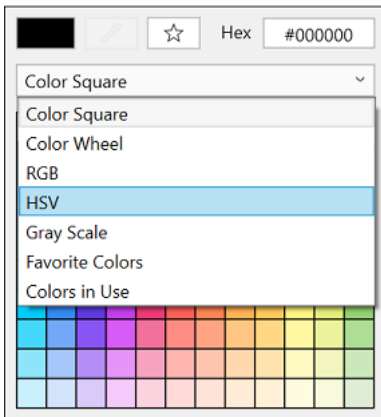 Hex #000000
Color Square
Color Square
Color Wheel
RGB
HSV
Gray Scale
Favorite Colors
Colors in Use